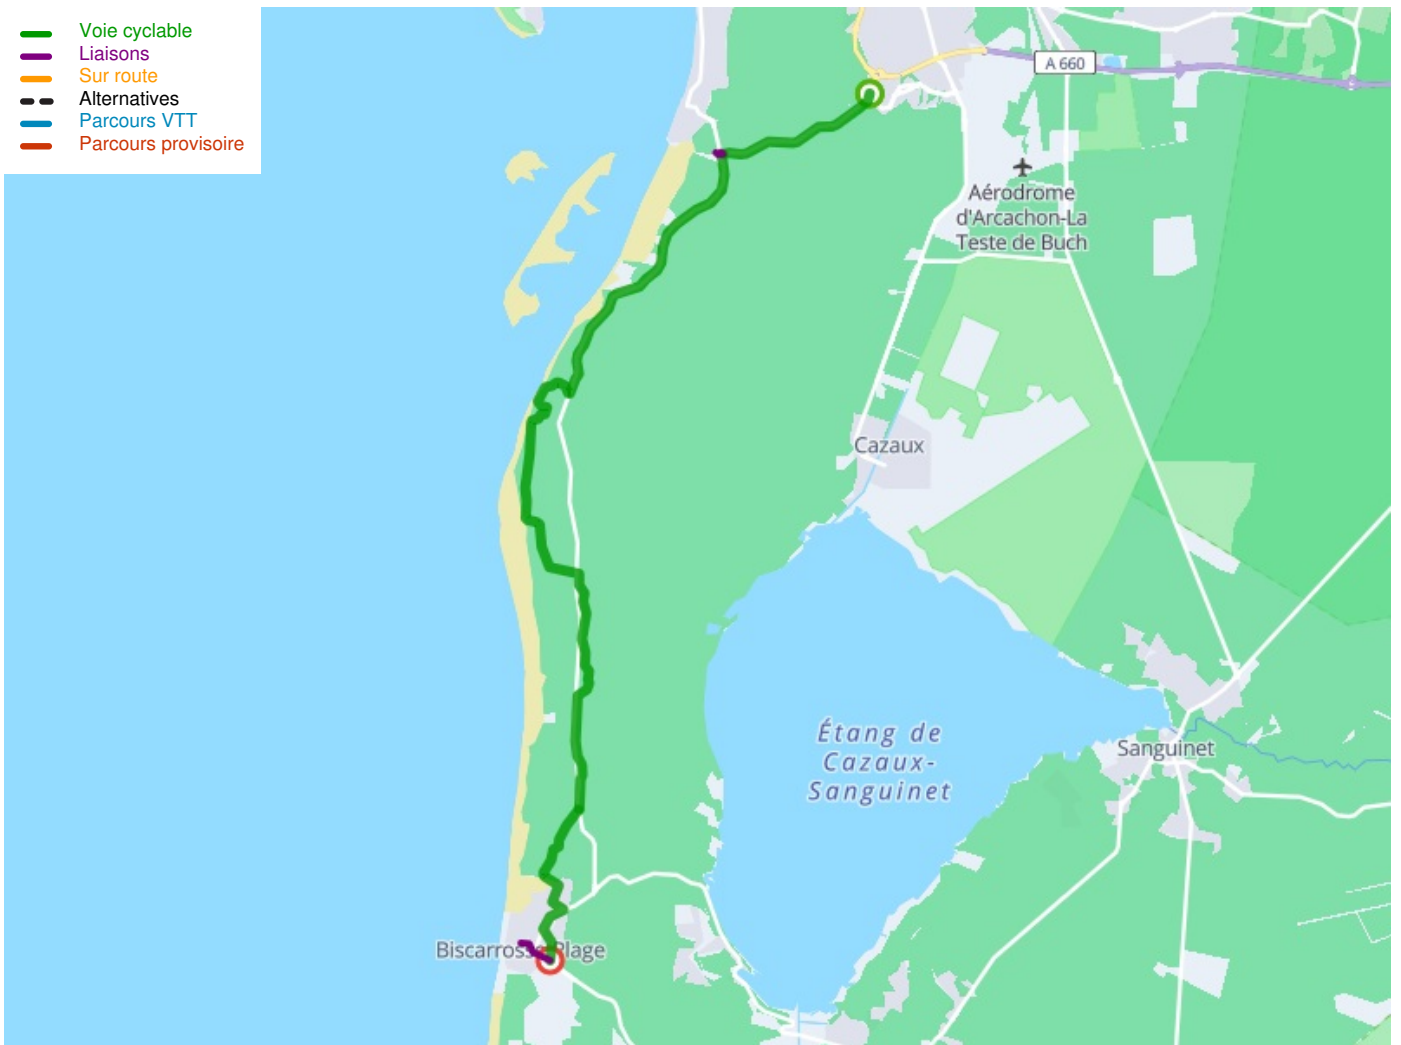 Voie cyclable
Liaisons
Sur route
Alternatives
Parcours VTT
Parcours provisoire
A 660
Aérodrome
d'Arcachon-La
Teste de Buch
Cazaux
Étang de
Cazaux-
Sanguinet
Sanguinet
Biscarrosse-Plage